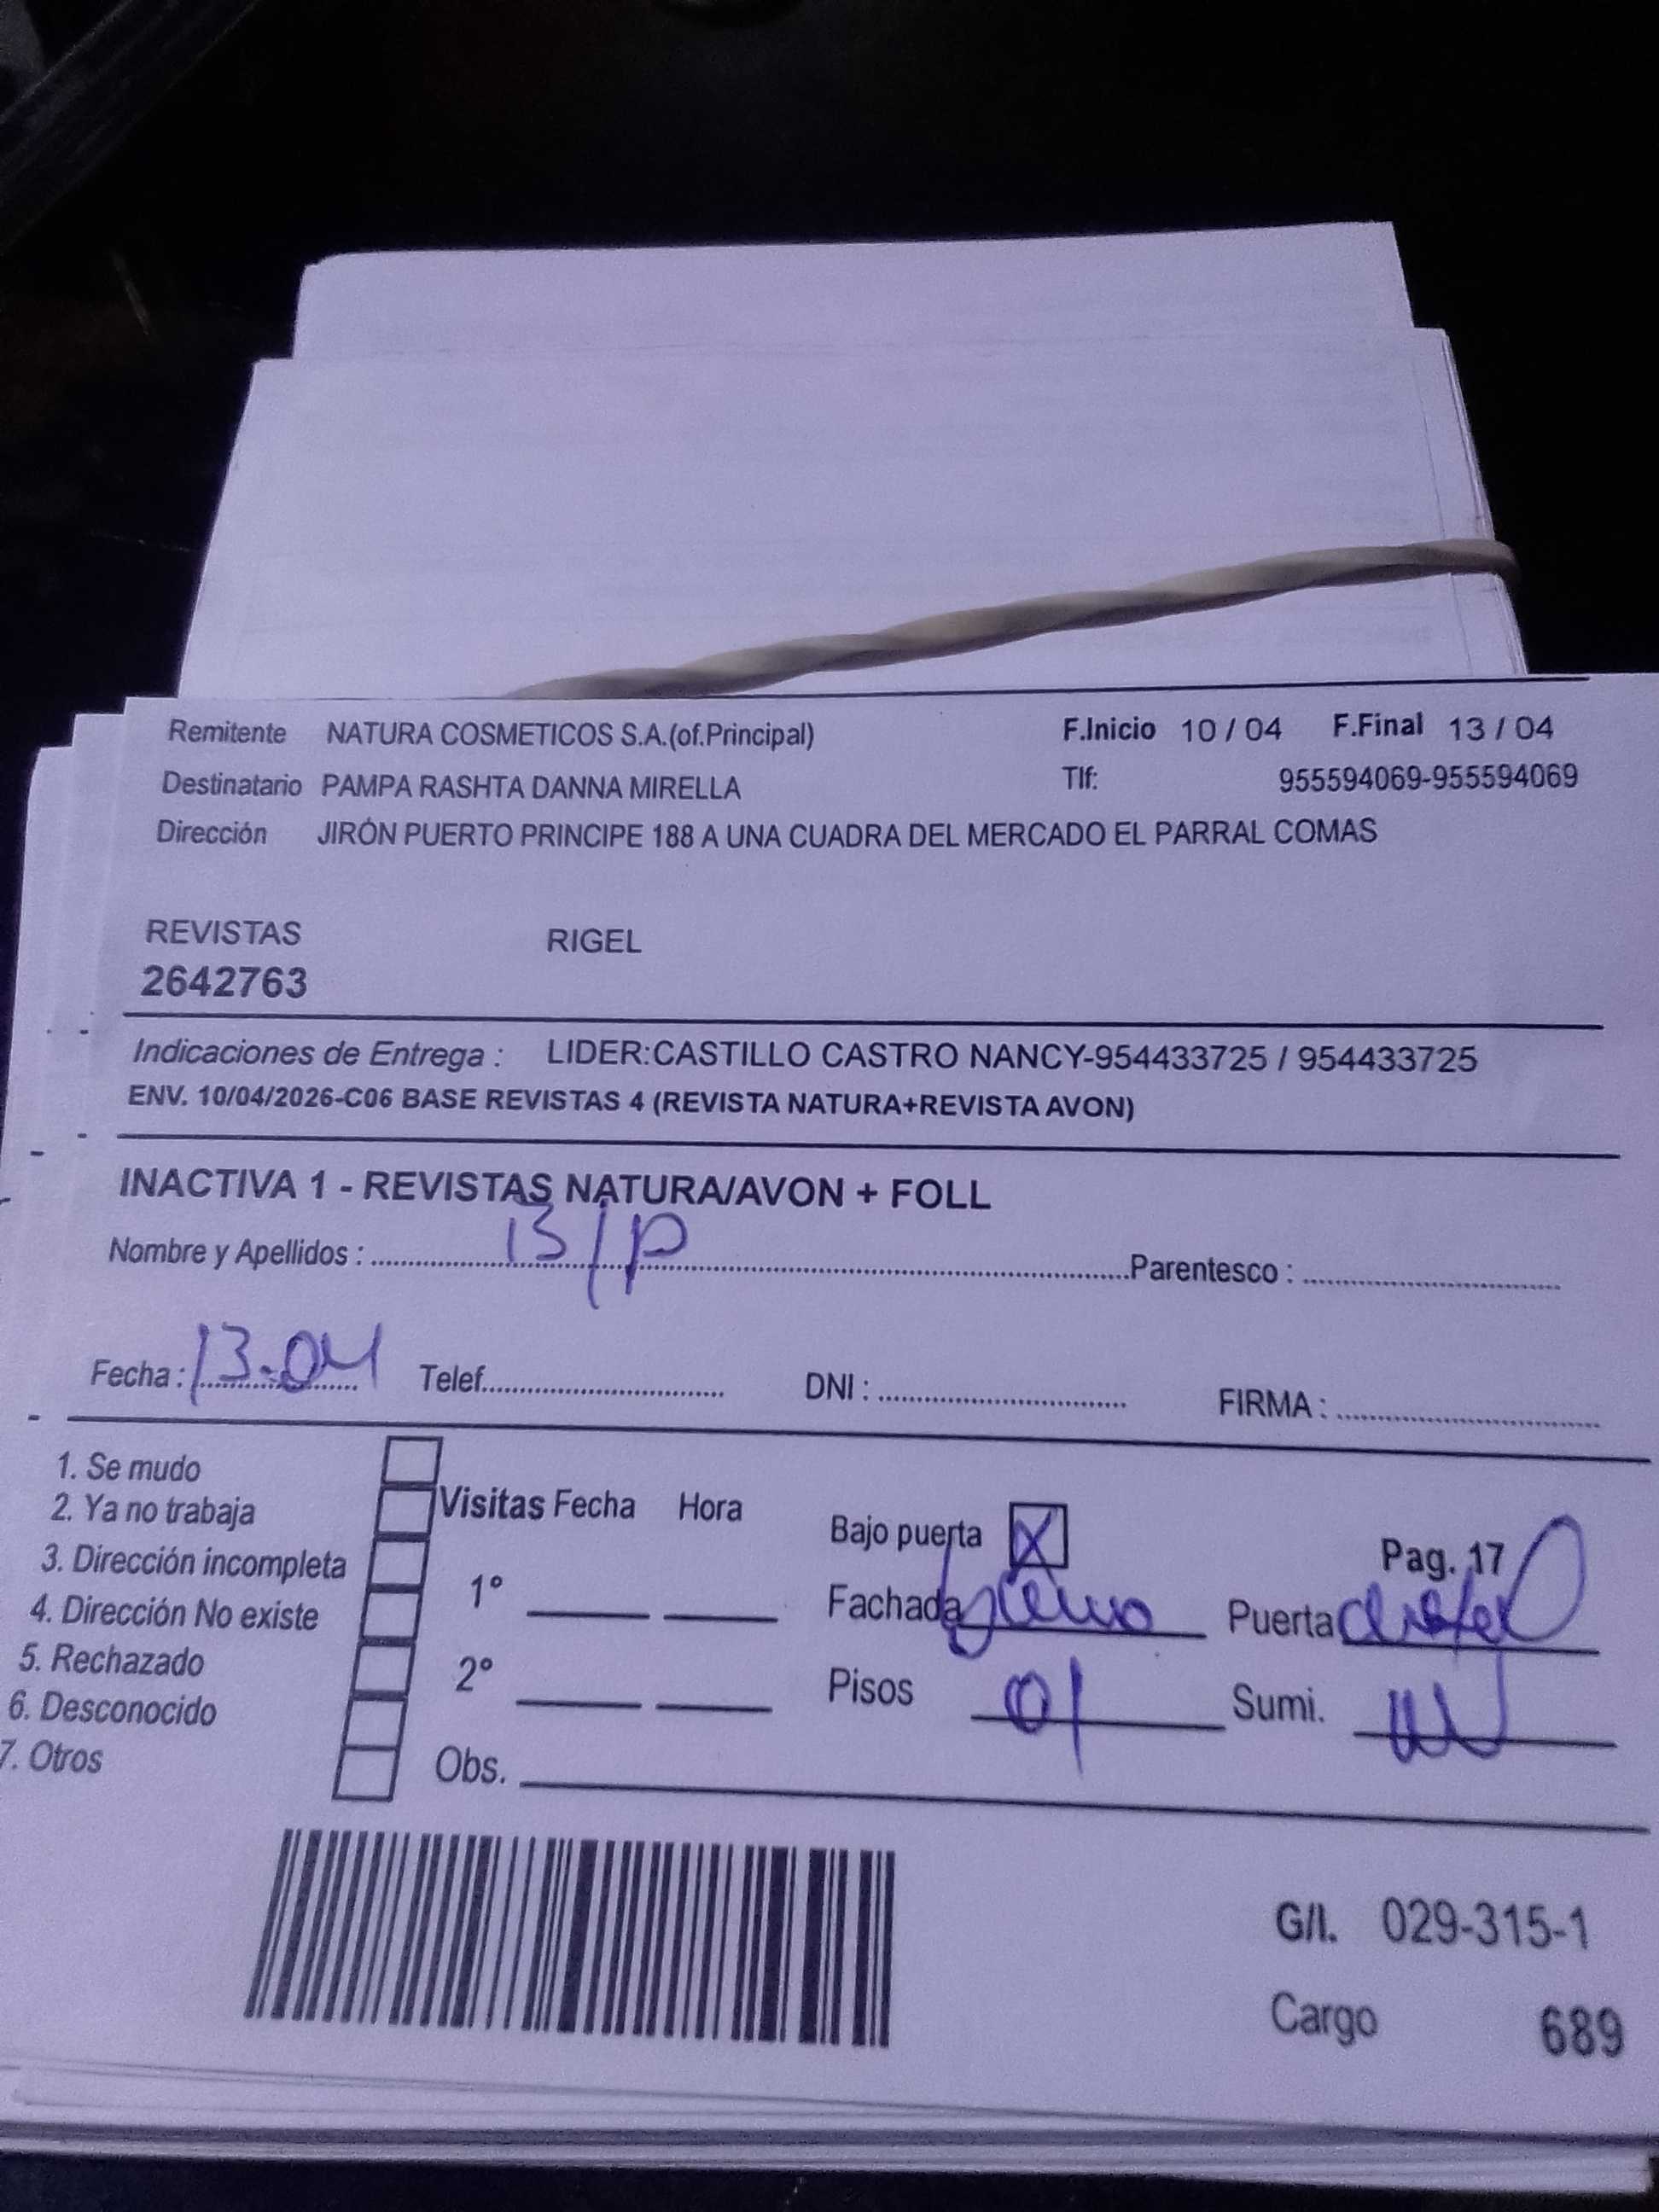 Remitente NATURA COSMETICOS S.A.(of.Principal) F.Inicio 10 / 04 F.Final 13 / 04
Destinatario PAMPA RASHTA DANNA MIRELLA Tlf: 955594069-955594069
Dirección JIRÓN PUERTO PRINCIPE 188 A UNA CUADRA DEL MERCADO EL PARRAL COMAS
REVISTAS RIGEL
2642763
Indicaciones de Entrega : LIDER:CASTILLO CASTRO NANCY-954433725 / 954433725
ENV. 10/04/2026-C06 BASE REVISTAS 4 (REVISTA NATURA+REVISTA AVON)
INACTIVA 1 - REVISTAS NATURA/AVON + FOLL
Nombre y Apellidos : B/P Parentesco :
Fecha : 13-04 Telef. DNI : FIRMA :
1. Se mudo
2. Ya no trabaja
3. Dirección incompleta
4. Dirección No existe
5. Rechazado
6. Desconocido
7. Otros
Visitas Fecha Hora
1°
2°
Obs.
Bajo puerta X Pag. 17
Fachada Puerta
Pisos 01 Sumi.
G/I. 029-315-1
Cargo 689